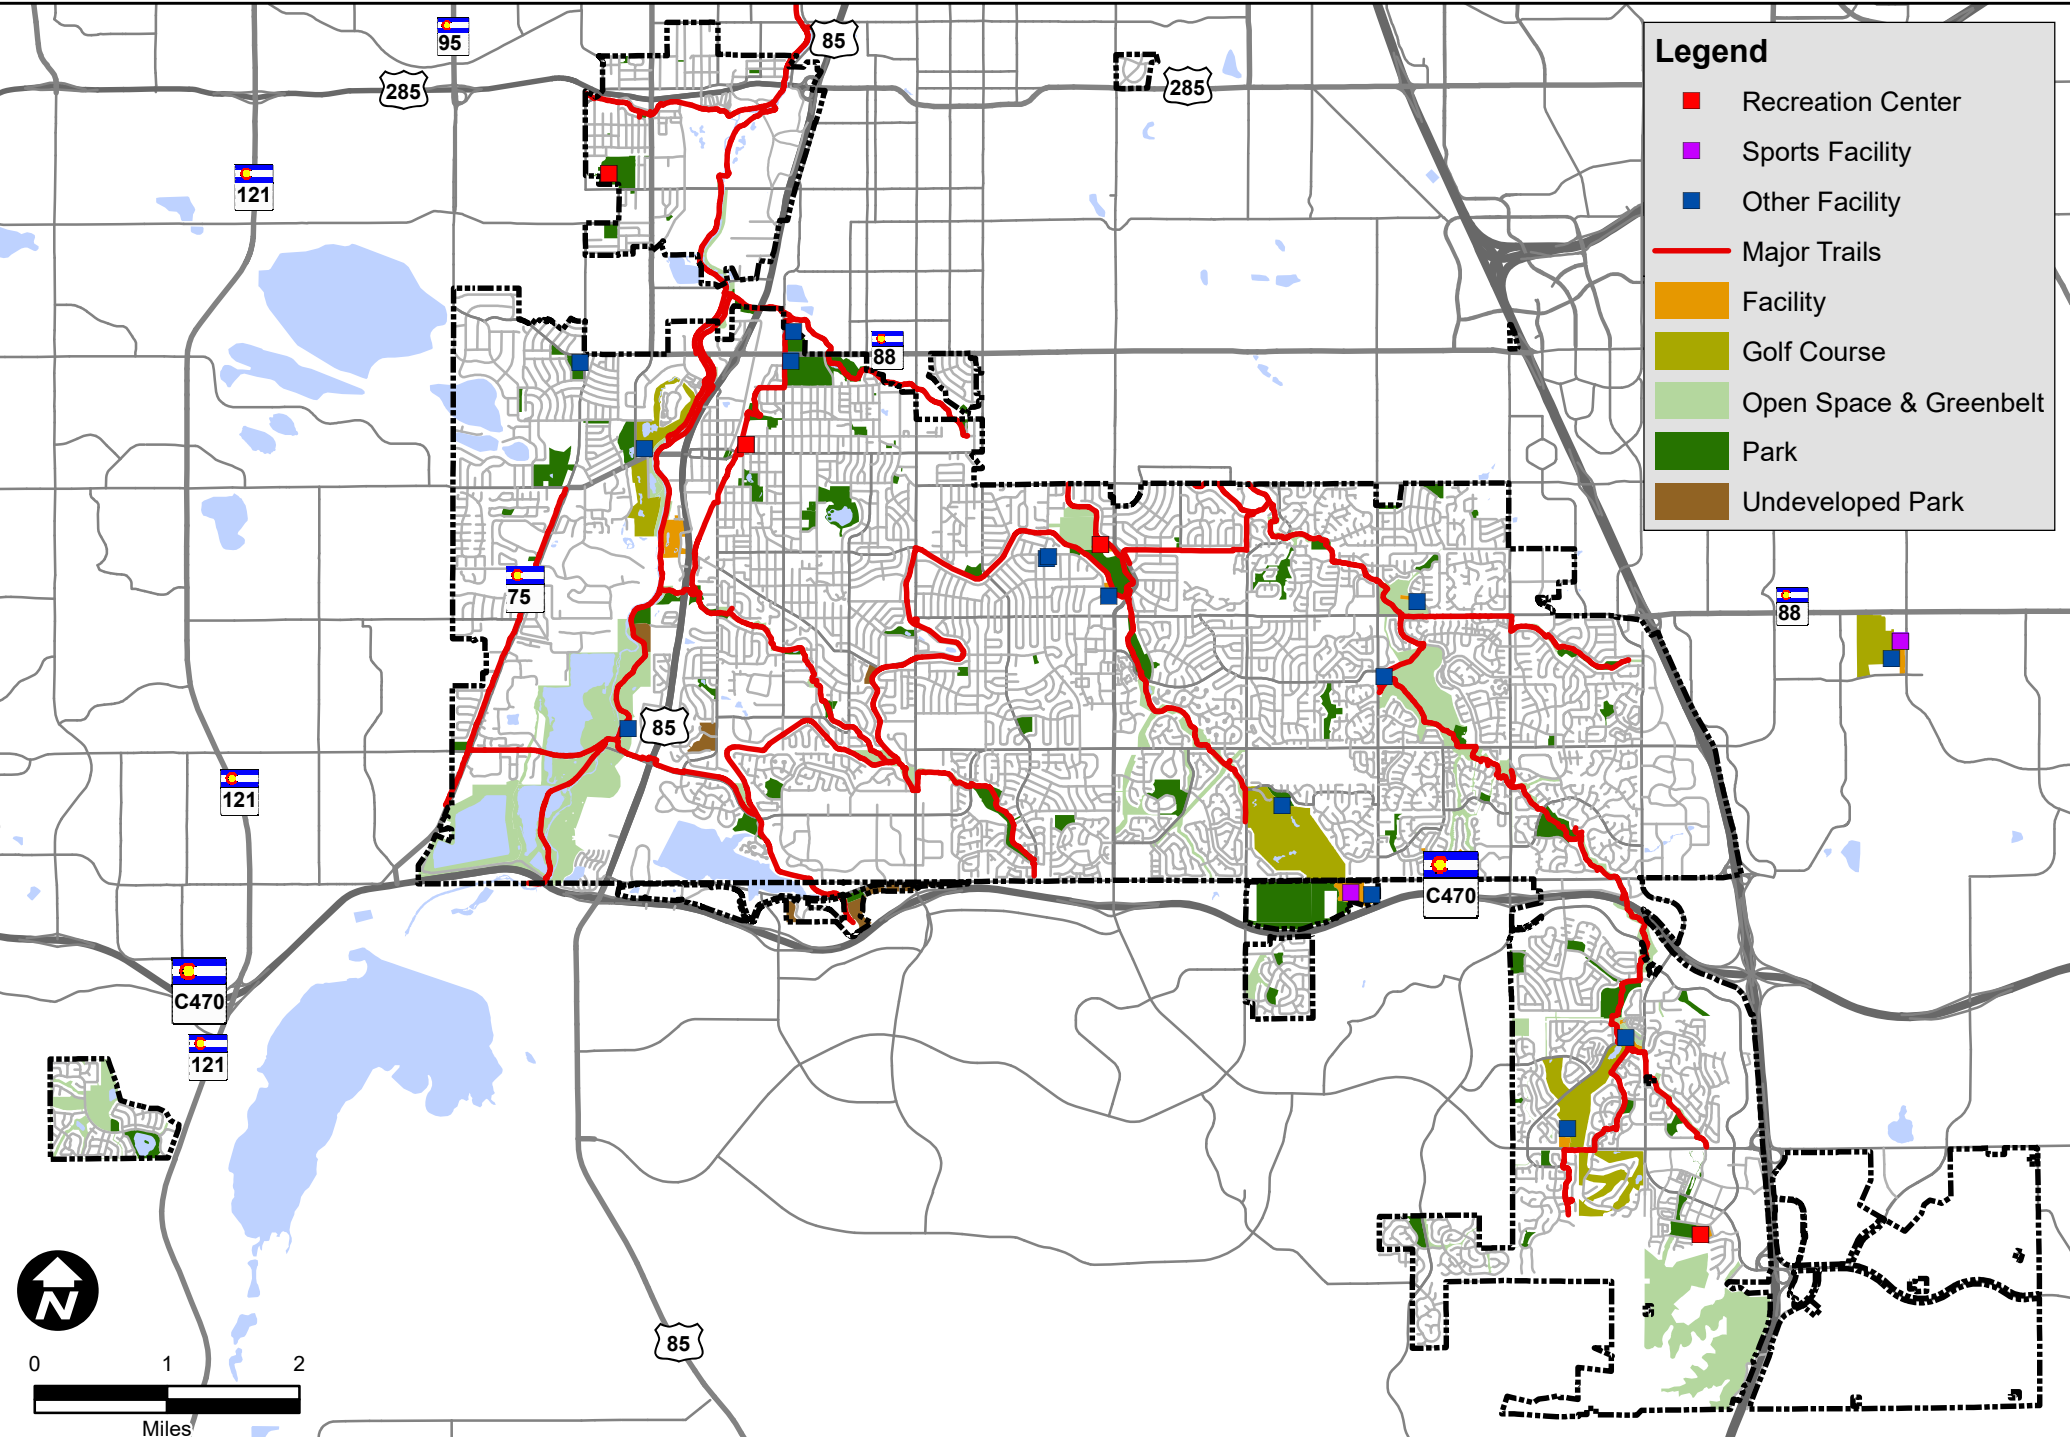 95
85
285
285
121
Legend
Recreation Center
Sports Facility
Other Facility
Major Trails
Facility
Golf Course
Open Space & Greenbelt
Park
Undeveloped Park
88
75
88
85
121
C470
C470
121
N
85
0 1 2
Miles